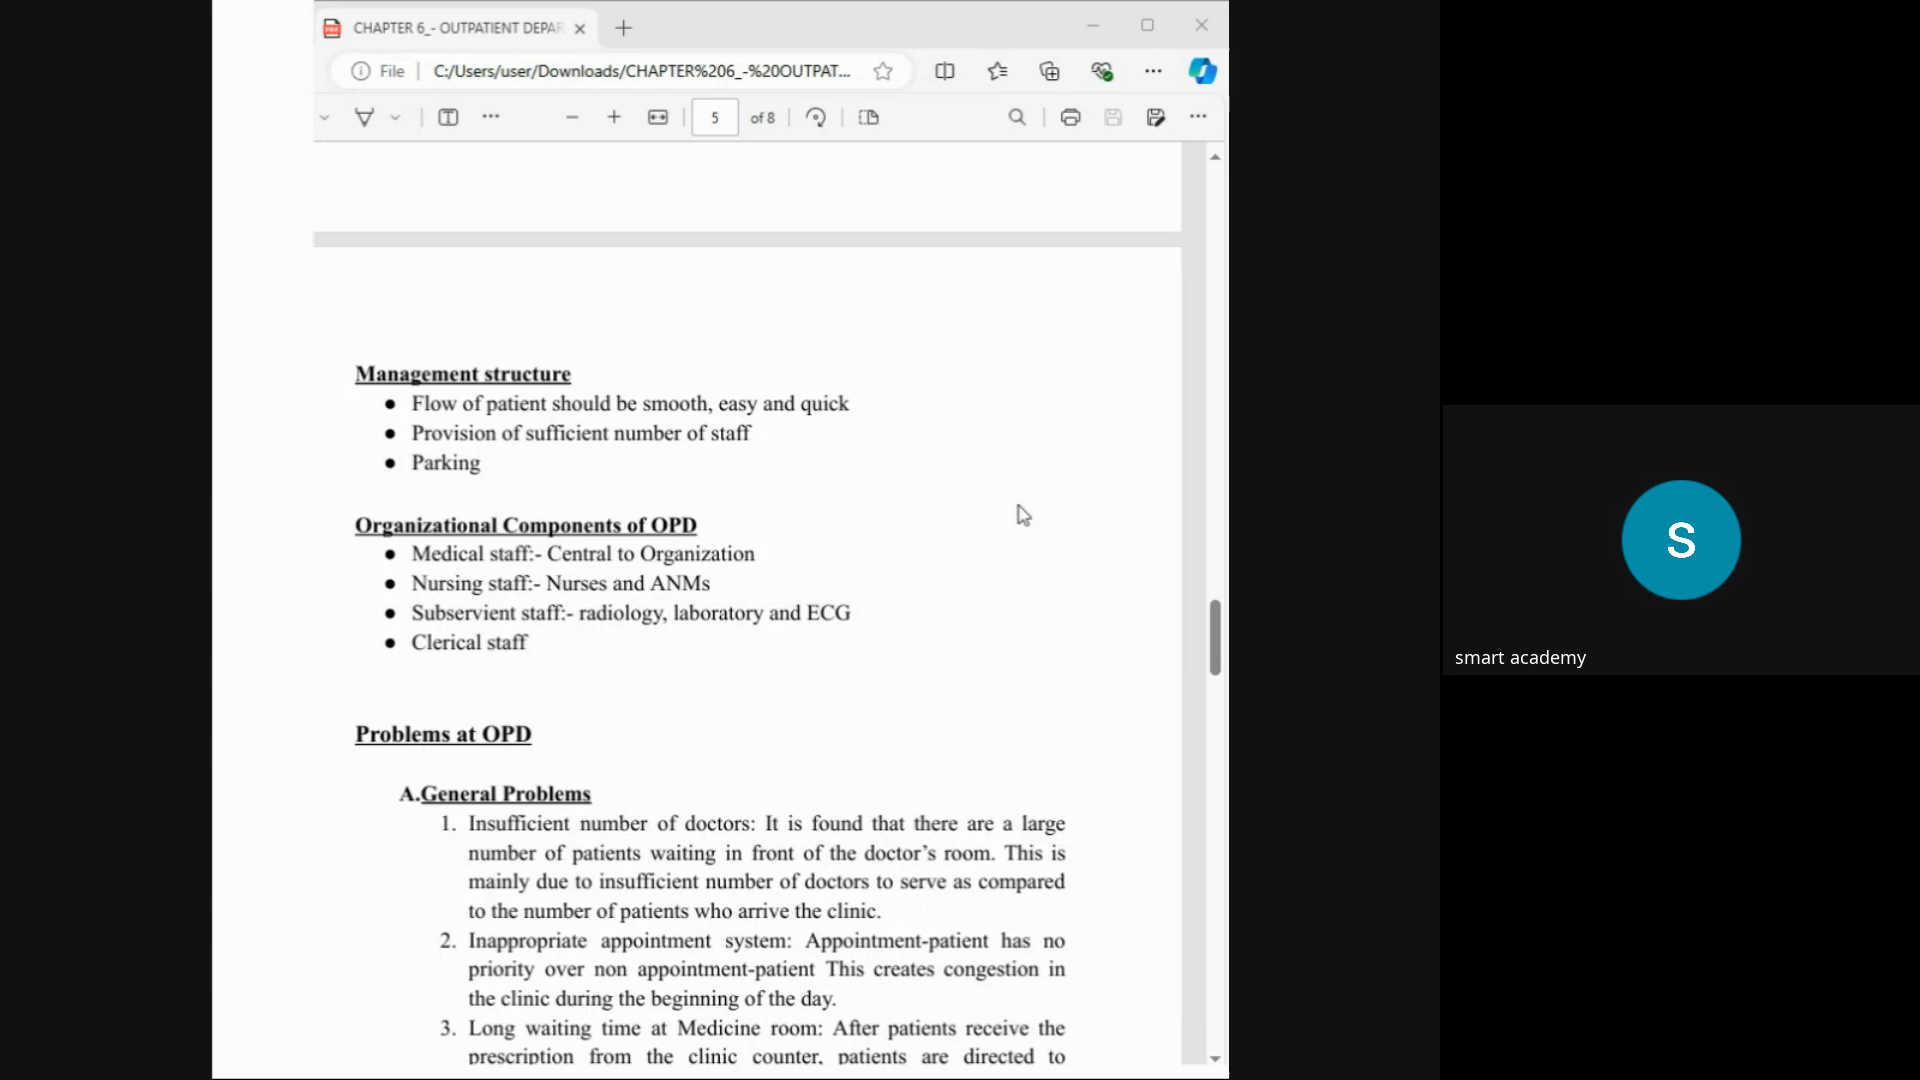 CHAPTER 6_- OUTPATIENT DEPAR
File
C:/Users/user/Downloads/CHAPTER%206_-%20OUTPAT...
5 of 8
Management structure
● Flow of patient should be smooth, easy and quick
● Provision of sufficient number of staff
● Parking
Organizational Components of OPD
● Medical staff:- Central to Organization
● Nursing staff:- Nurses and ANMs
● Subservient staff:- radiology, laboratory and ECG
● Clerical staff
Problems at OPD
A.General Problems
1. Insufficient number of doctors: It is found that there are a large
number of patients waiting in front of the doctor’s room. This is
mainly due to insufficient number of doctors to serve as compared
to the number of patients who arrive the clinic.
2. Inappropriate appointment system: Appointment-patient has no
priority over non appointment-patient This creates congestion in
the clinic during the beginning of the day.
3. Long waiting time at Medicine room: After patients receive the
prescription from the clinic counter, patients are directed to
S
smart academy